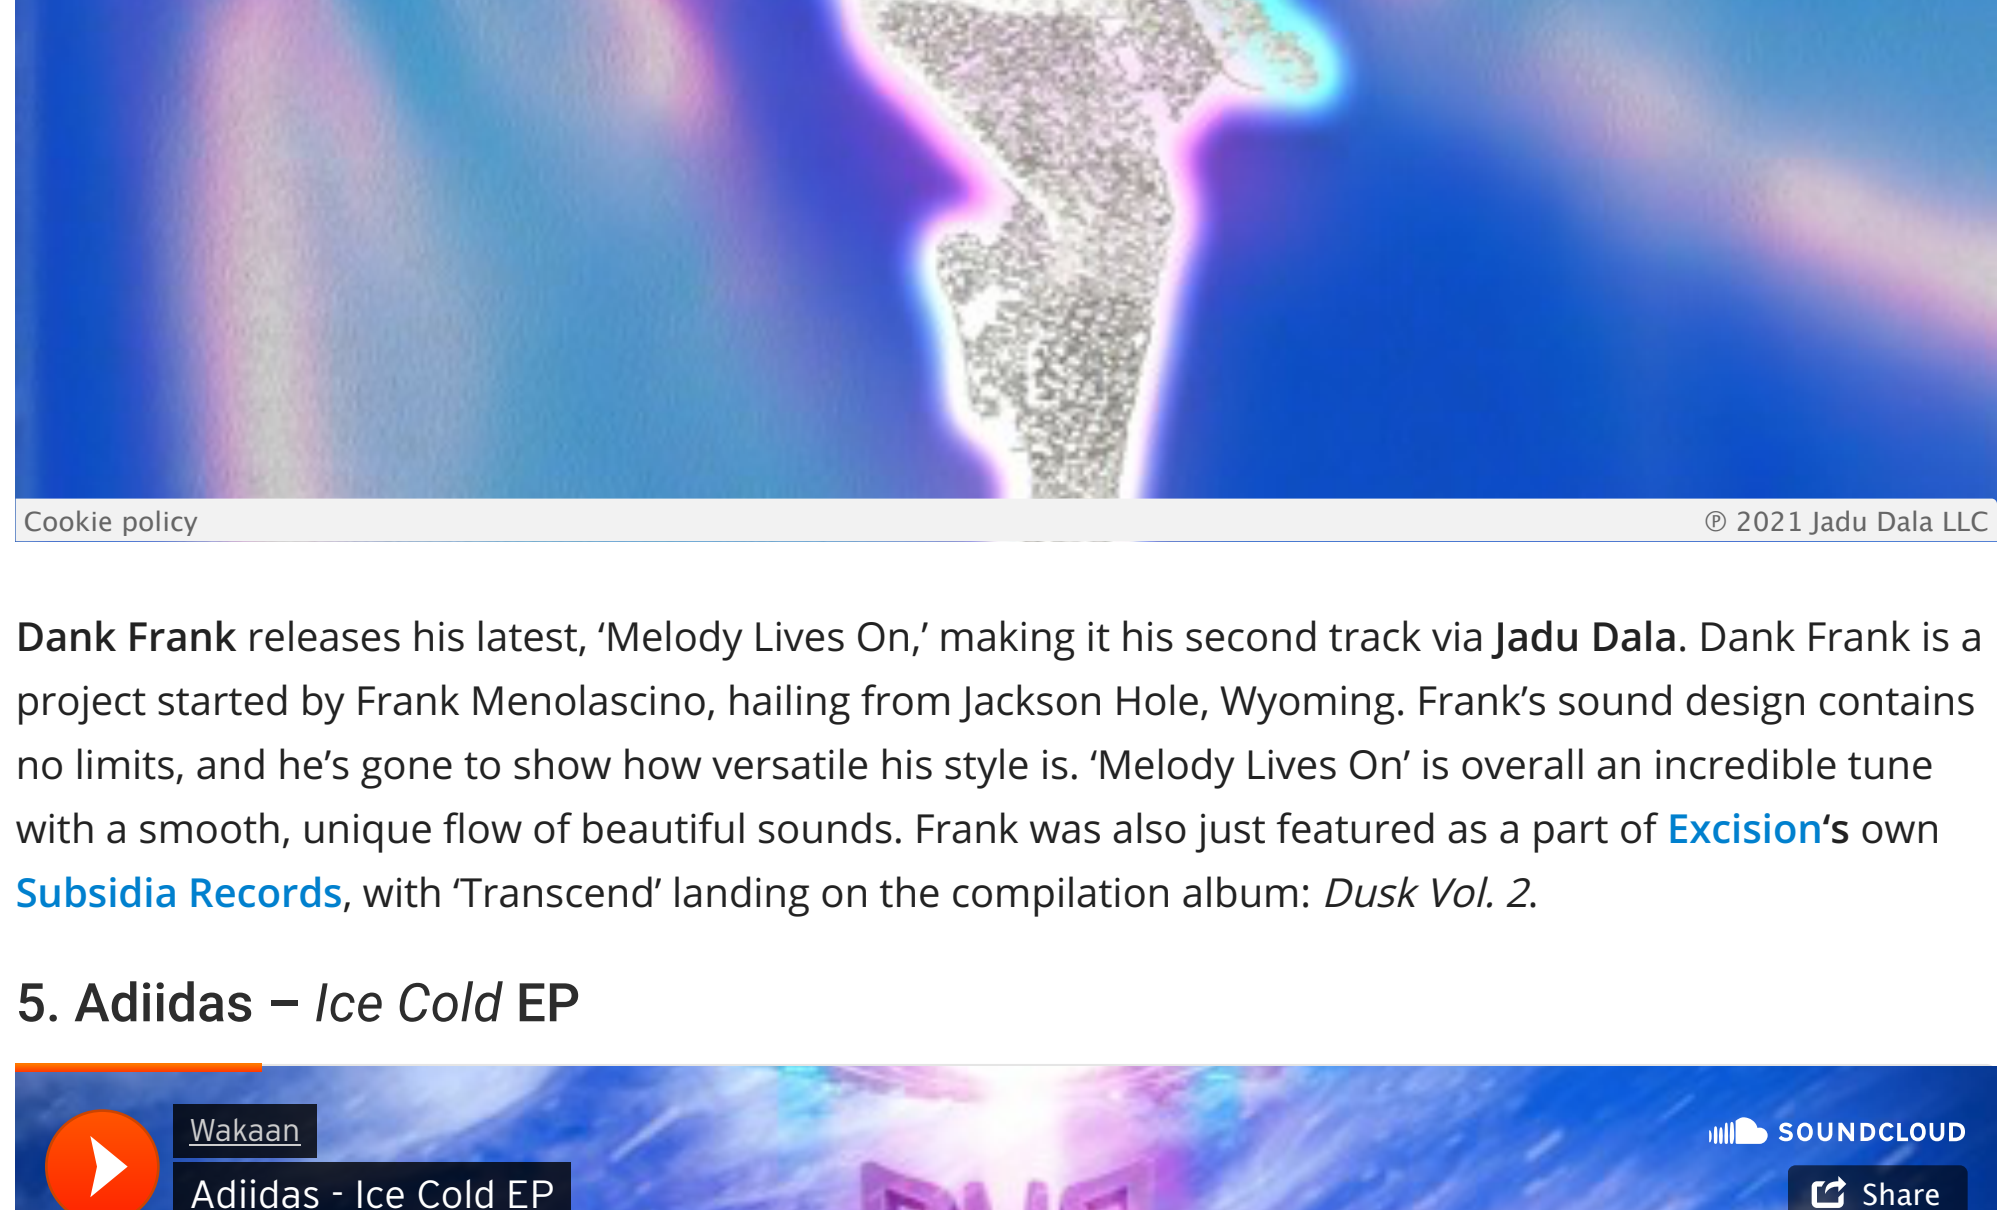 Cookie policy
℗ 2021 Jadu Dala LLC
Dank Frank releases his latest, ‘Melody Lives On,’ making it his second track via Jadu Dala. Dank Frank is a
project started by Frank Menolascino, hailing from Jackson Hole, Wyoming. Frank’s sound design contains
no limits, and he’s gone to show how versatile his style is. ‘Melody Lives On’ is overall an incredible tune
with a smooth, unique flow of beautiful sounds. Frank was also just featured as a part of Excision‘s own
Subsidia Records, with ‘Transcend’ landing on the compilation album: Dusk Vol. 2.
5. Adiidas – Ice Cold EP
Wakaan
SOUNDCLOUD
Adiidas - Ice Cold EP
Share